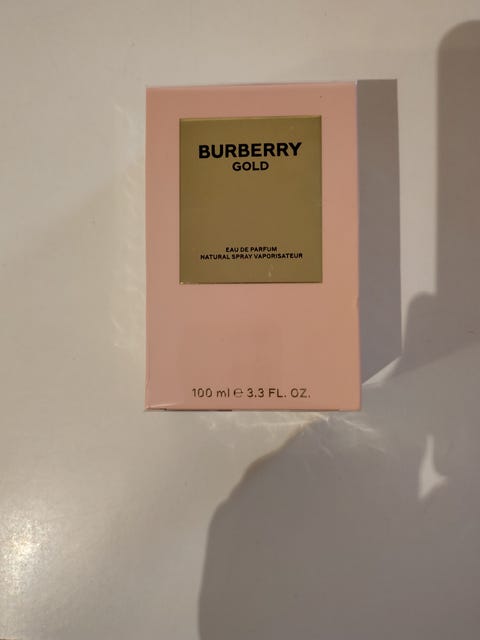 BURBERRY
GOLD
EAU DE PARFUM
NATURAL SPRAY VAPORISATEUR
100 ml ℮ 3.3 FL. OZ.